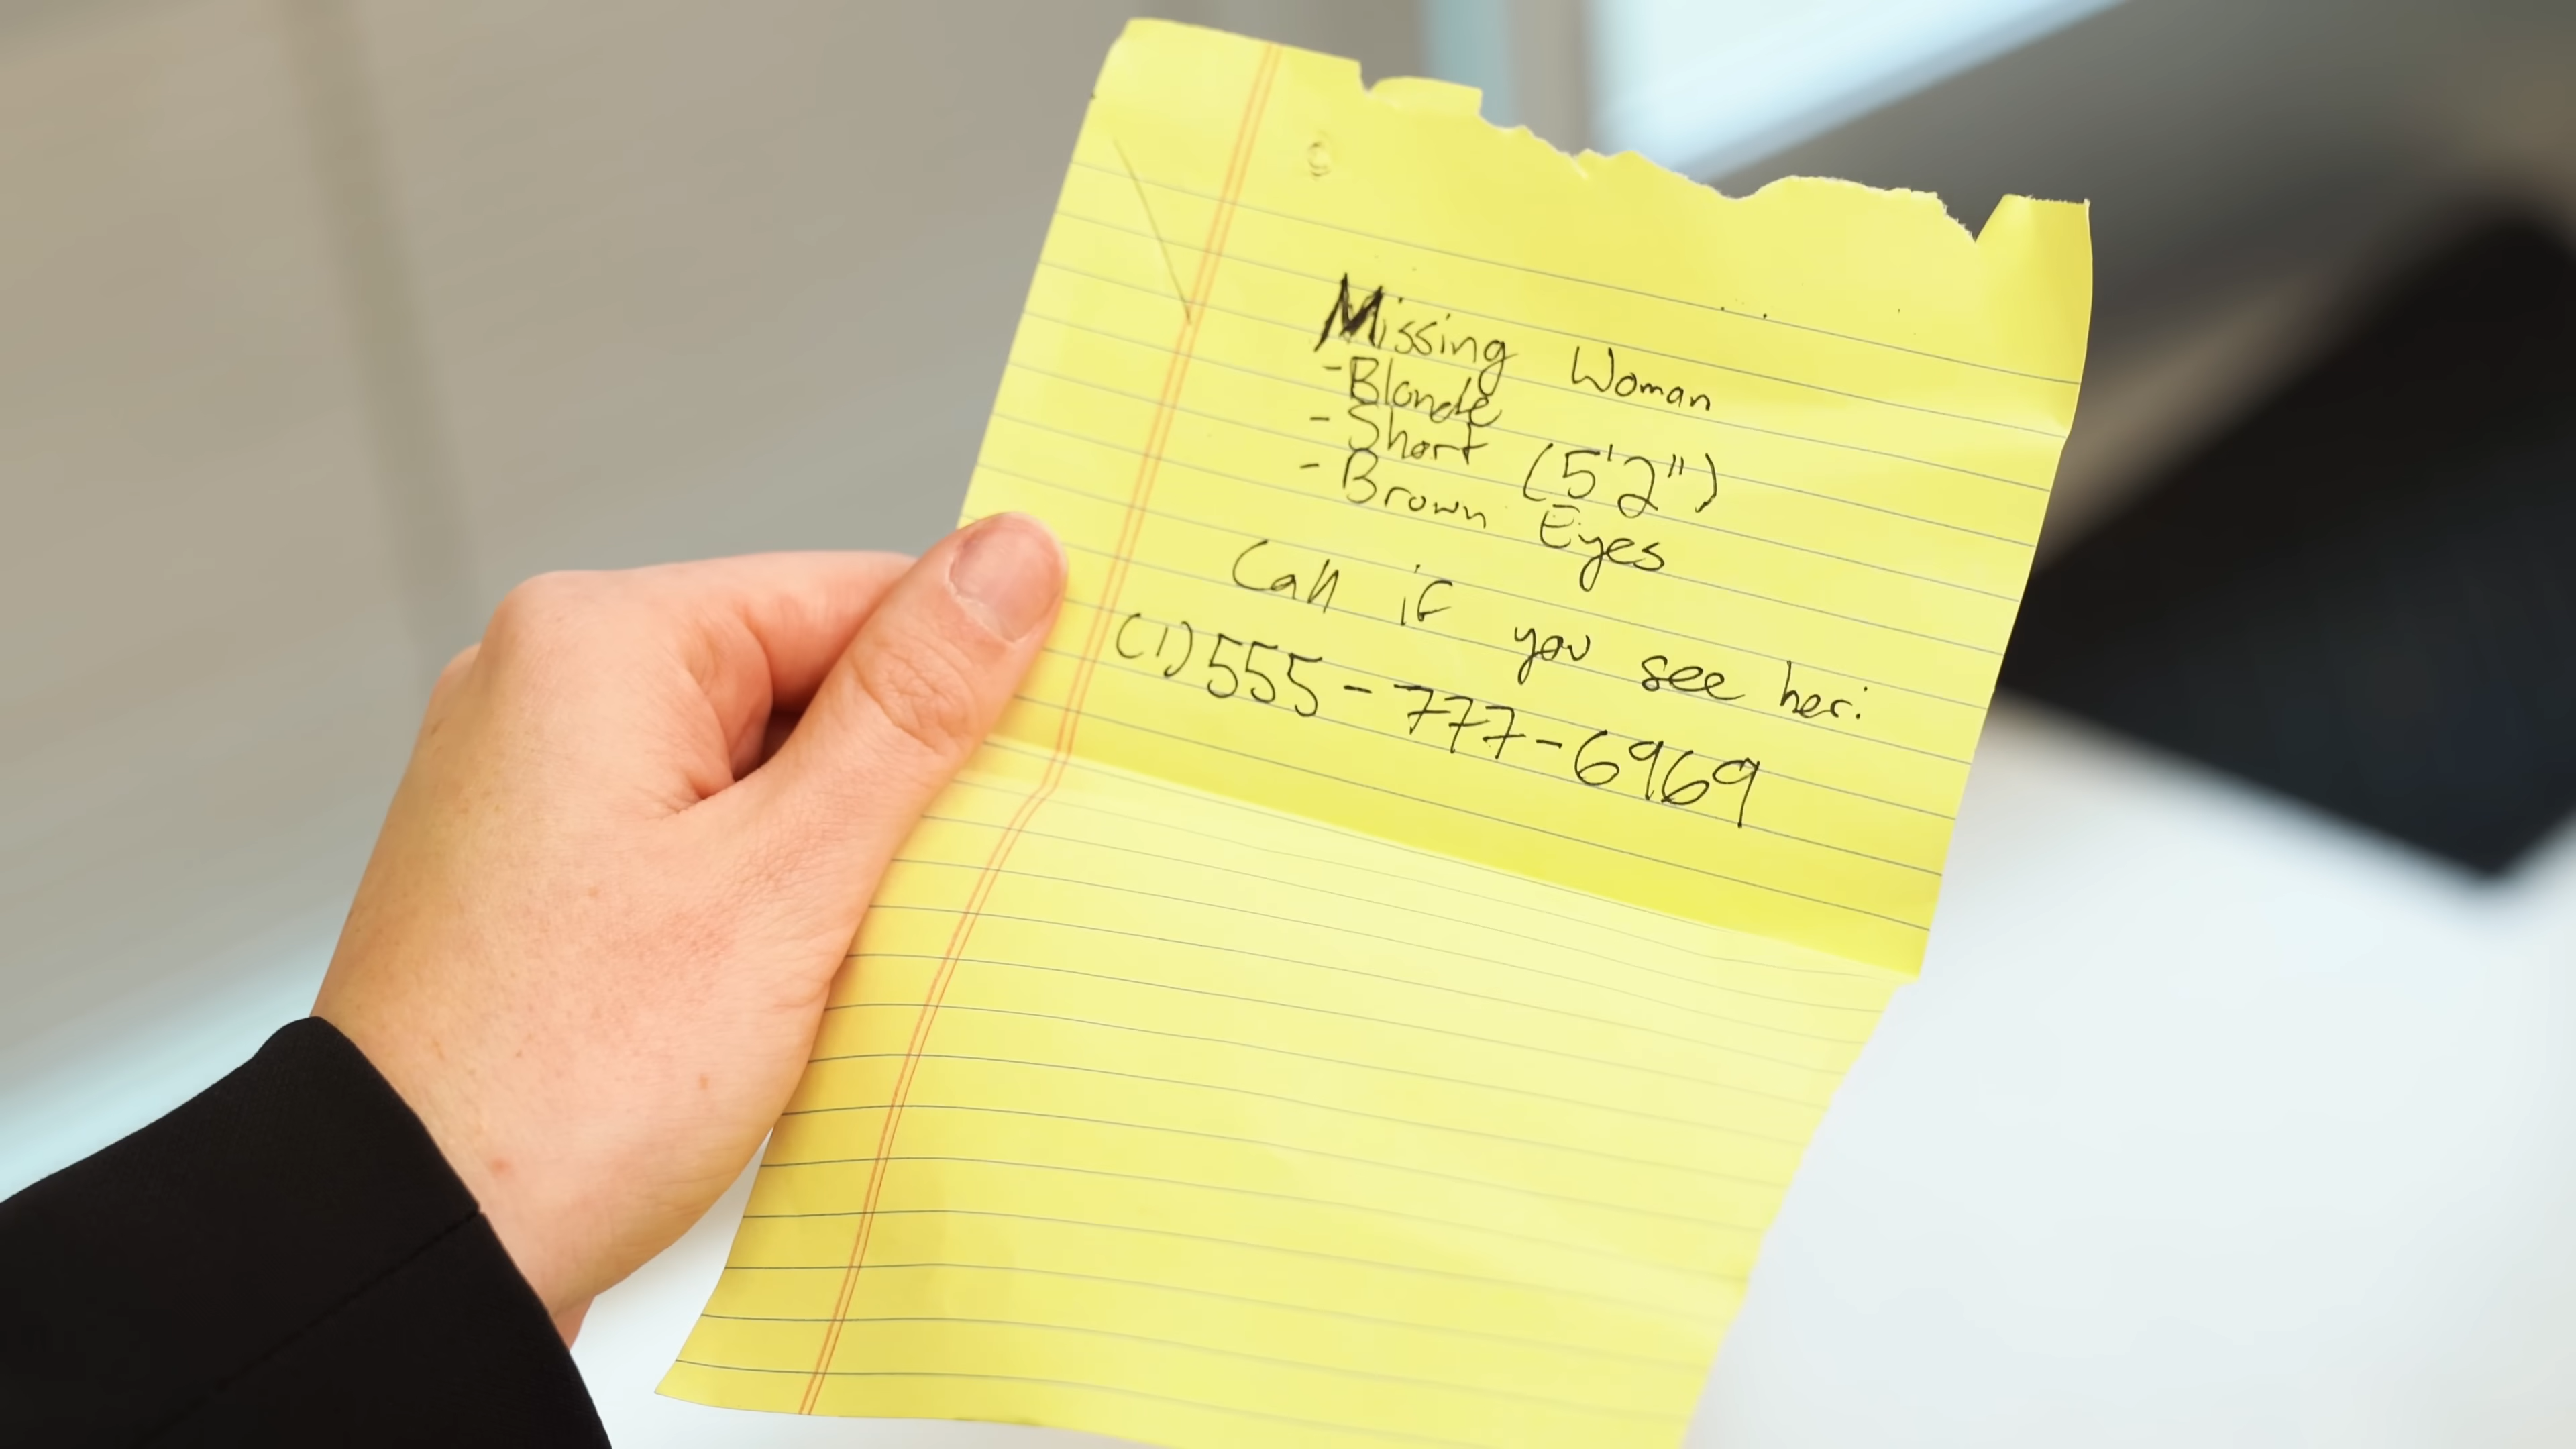 Missing Woman
- Blonde
- Short (5'2")
- Brown Eyes
Call if you see her:
(1)555-777-6969